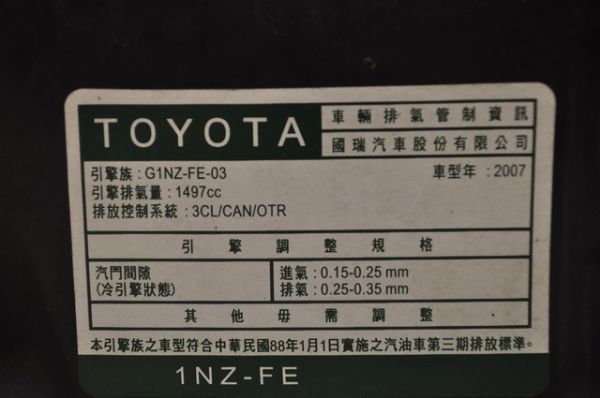 TOYOTA
車輛排氣管制資訊
國瑞汽車股份有限公司
引擎族:G1NZ-FE-03
車型年:2007
引擎排氣量:1497cc
排放控制系統:3CL/CAN/OTR
引擎調整規格
汽門間隙
(冷引擎狀態)
進氣:0.15-0.25 mm
排氣:0.25-0.35 mm
其他毋需調整
本引擎族之車型符合中華民國88年1月1日實施之汽油車第三期排放標準。
1NZ-FE